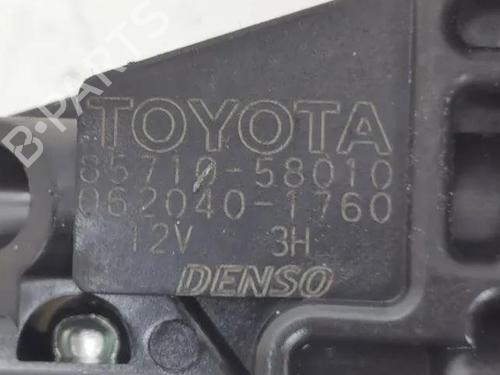 B-PARTS
TOYOTA
85710-58010
062040-1760
12V 3H
DENSO